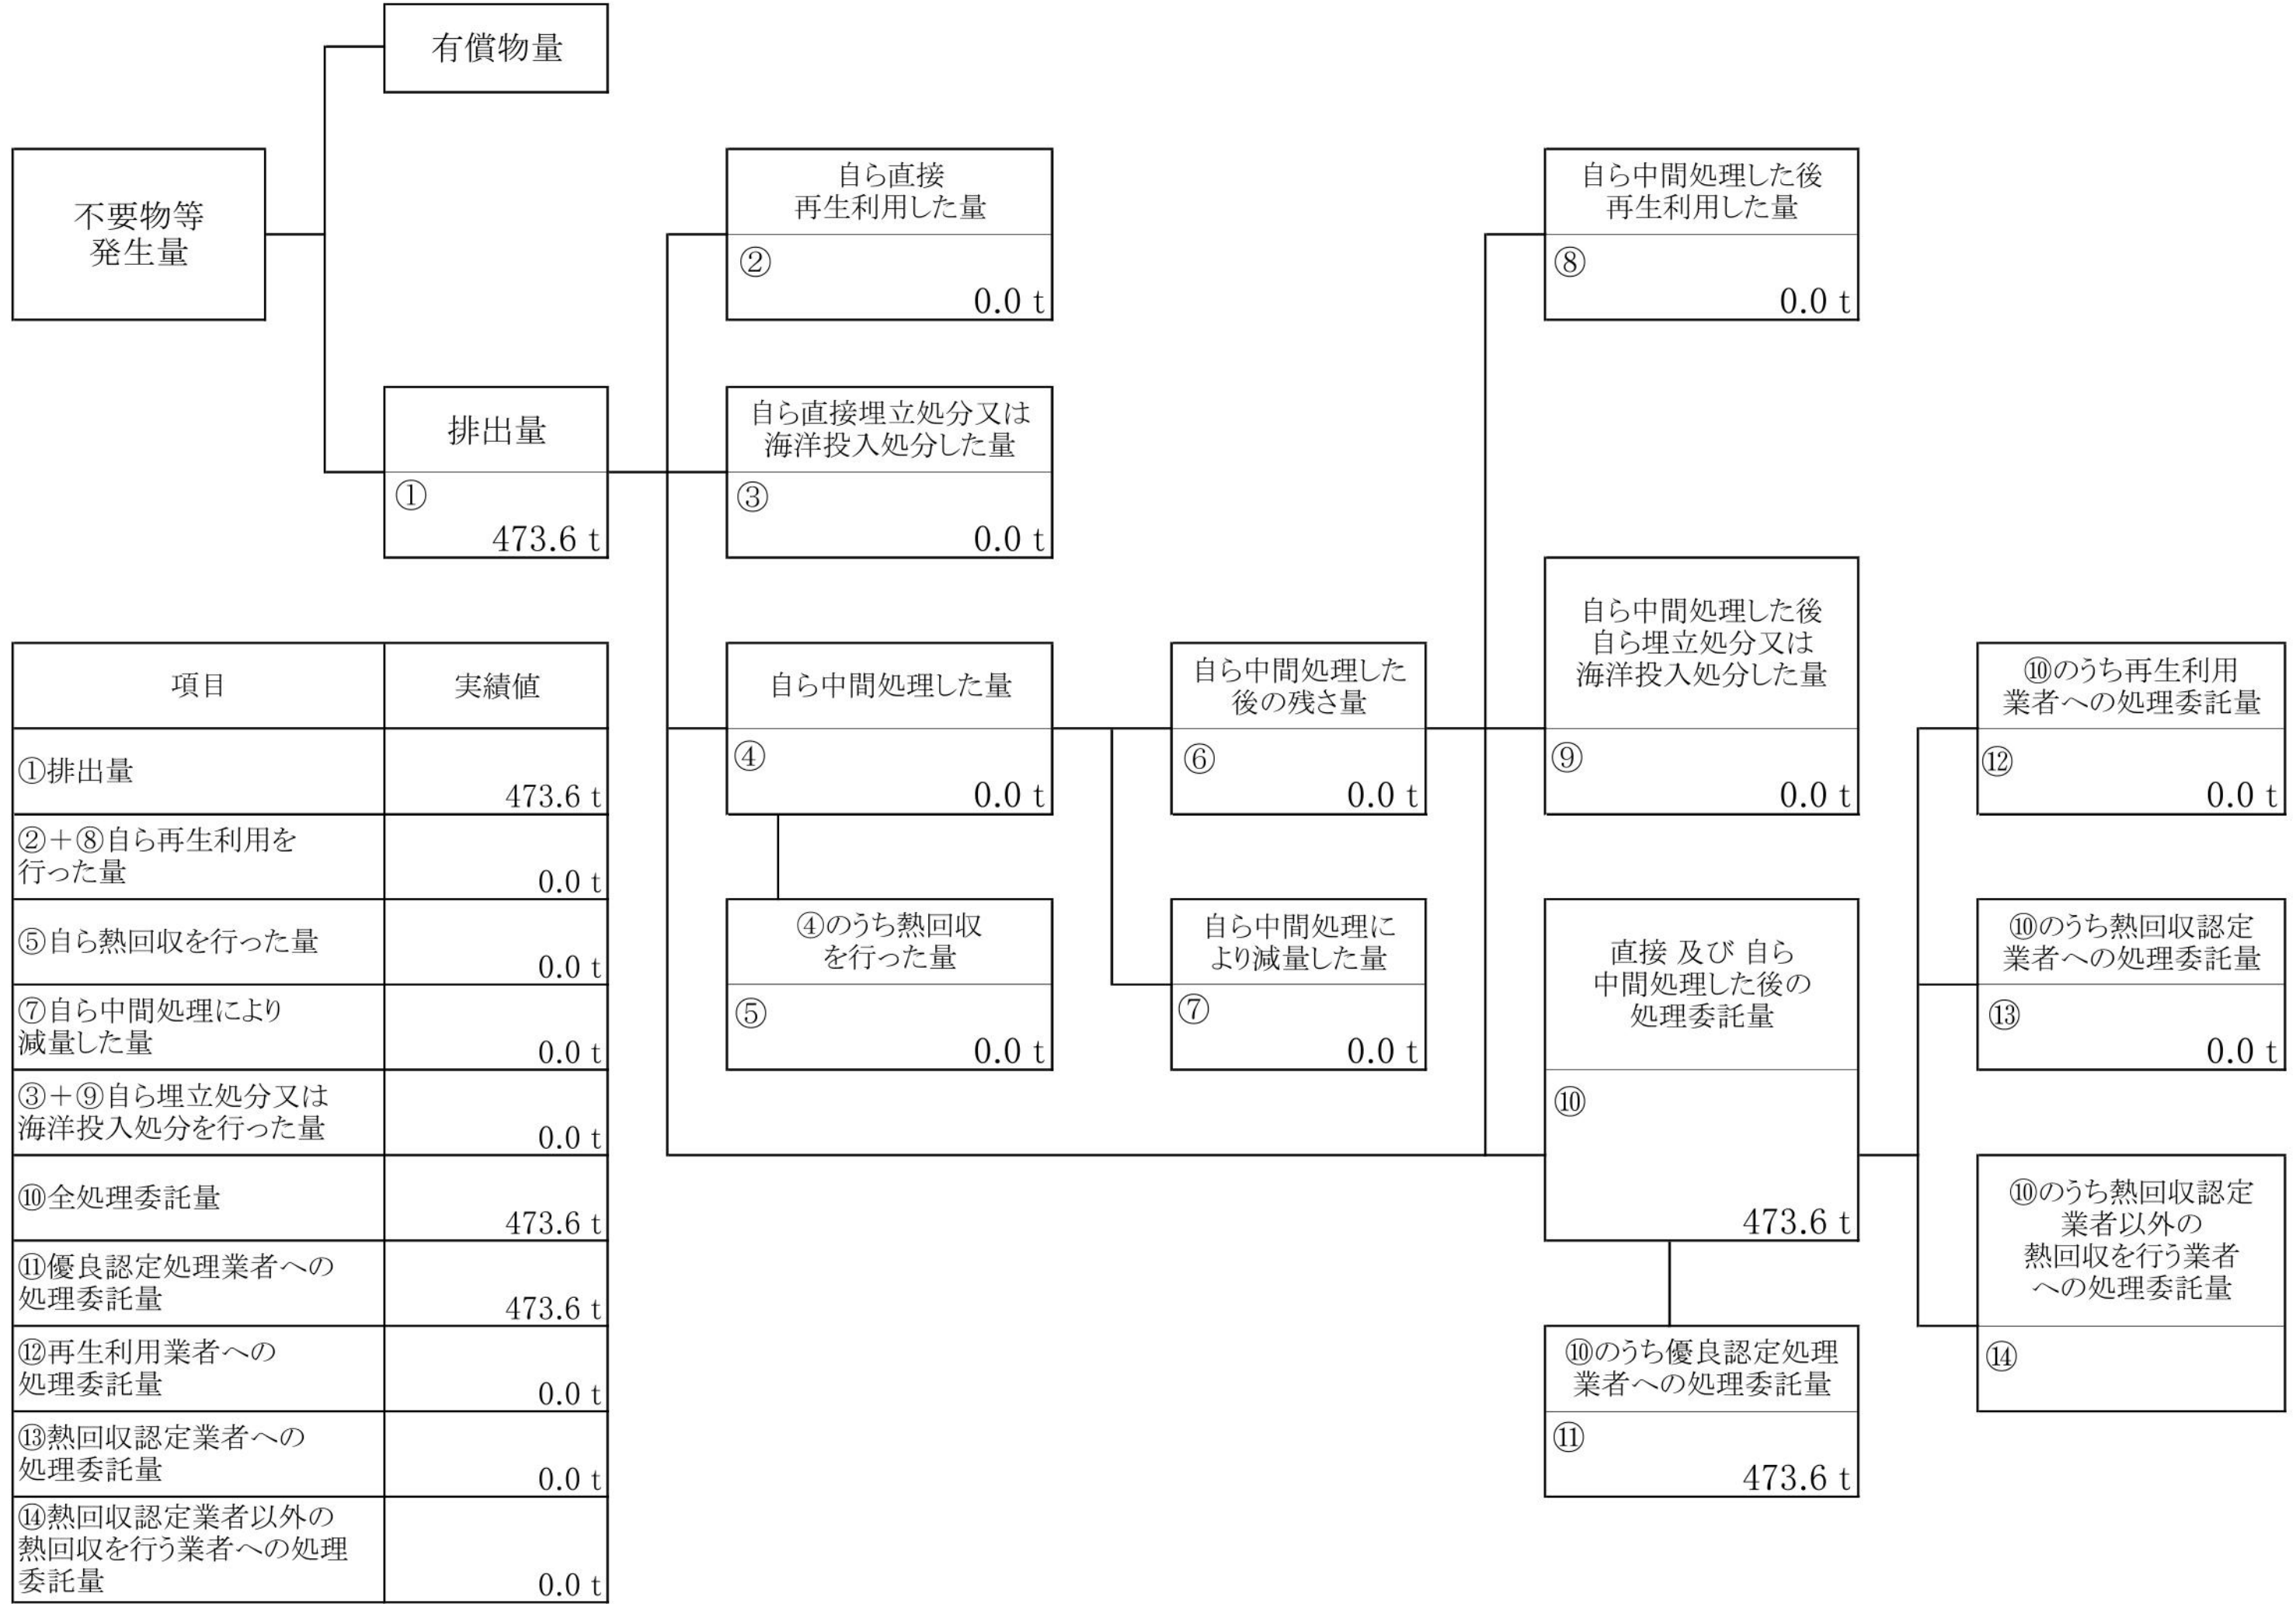 有償物量
不要物等
発生量
自ら直接
再生利用した量
②
0.0 t
自ら中間処理した後
再生利用した量
⑧
0.0 t
排出量
①
473.6 t
自ら直接埋立処分又は
海洋投入処分した量
③
0.0 t
自ら中間処理した量
④
0.0 t
自ら中間処理した
後の残さ量
⑥
0.0 t
自ら中間処理した後
自ら埋立処分又は
海洋投入処分した量
⑨
0.0 t
⑩のうち再生利用
業者への処理委託量
⑫
0.0 t
④のうち熱回収
を行った量
⑤
0.0 t
自ら中間処理に
より減量した量
⑦
0.0 t
直接 及び 自ら
中間処理した後の
処理委託量
⑩
473.6 t
⑩のうち熱回収認定
業者への処理委託量
⑬
0.0 t
⑩のうち熱回収認定
業者以外の
熱回収を行う業者
への処理委託量
⑭
⑩のうち優良認定処理
業者への処理委託量
⑪
473.6 t
項目 実績値
①排出量
473.6 t
②＋⑧自ら再生利用を
行った量
0.0 t
⑤自ら熱回収を行った量
0.0 t
⑦自ら中間処理により
減量した量
0.0 t
③＋⑨自ら埋立処分又は
海洋投入処分を行った量
0.0 t
⑩全処理委託量
473.6 t
⑪優良認定処理業者への
処理委託量
473.6 t
⑫再生利用業者への
処理委託量
0.0 t
⑬熱回収認定業者への
処理委託量
0.0 t
⑭熱回収認定業者以外の
熱回収を行う業者への処理
委託量
0.0 t